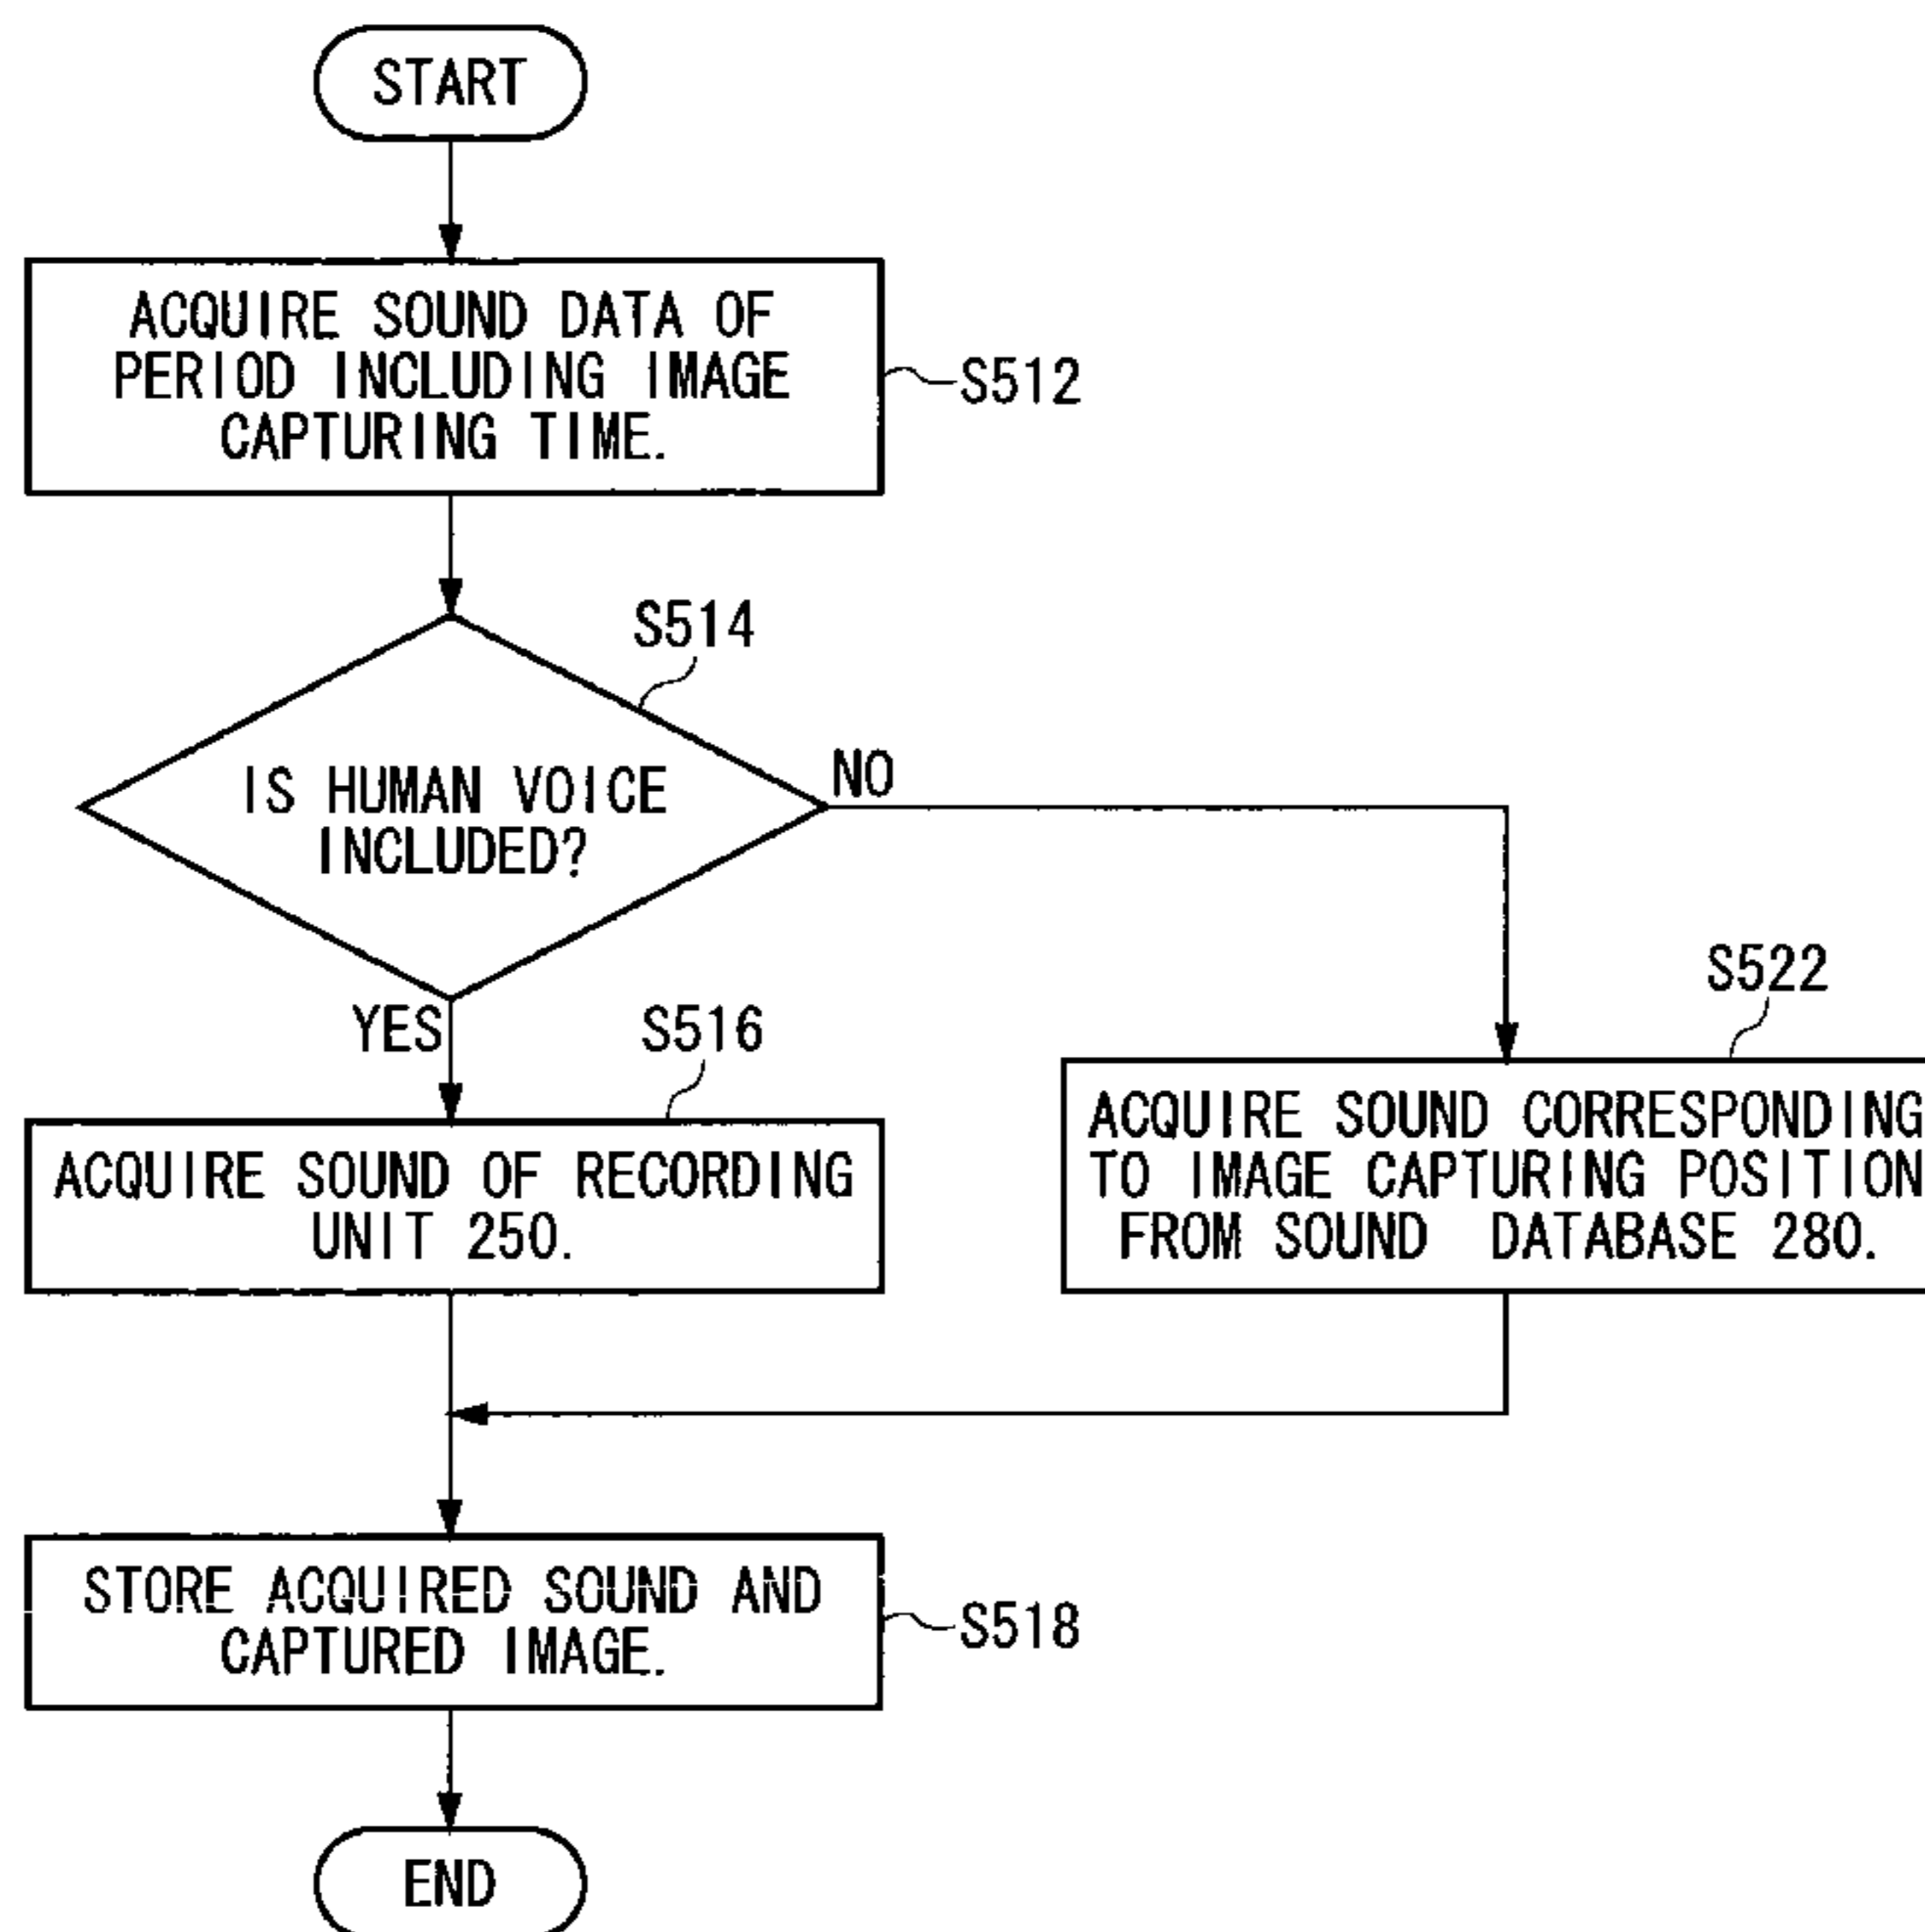 START
ACQUIRE SOUND DATA OF
PERIOD INCLUDING IMAGE
CAPTURING TIME.
S512
S514
IS HUMAN VOICE
INCLUDED?
NO
YES
S516
ACQUIRE SOUND OF RECORDING
UNIT 250.
S522
ACQUIRE SOUND CORRESPONDING
TO IMAGE CAPTURING POSITION
FROM SOUND DATABASE 280.
STORE ACQUIRED SOUND AND
CAPTURED IMAGE.
S518
END